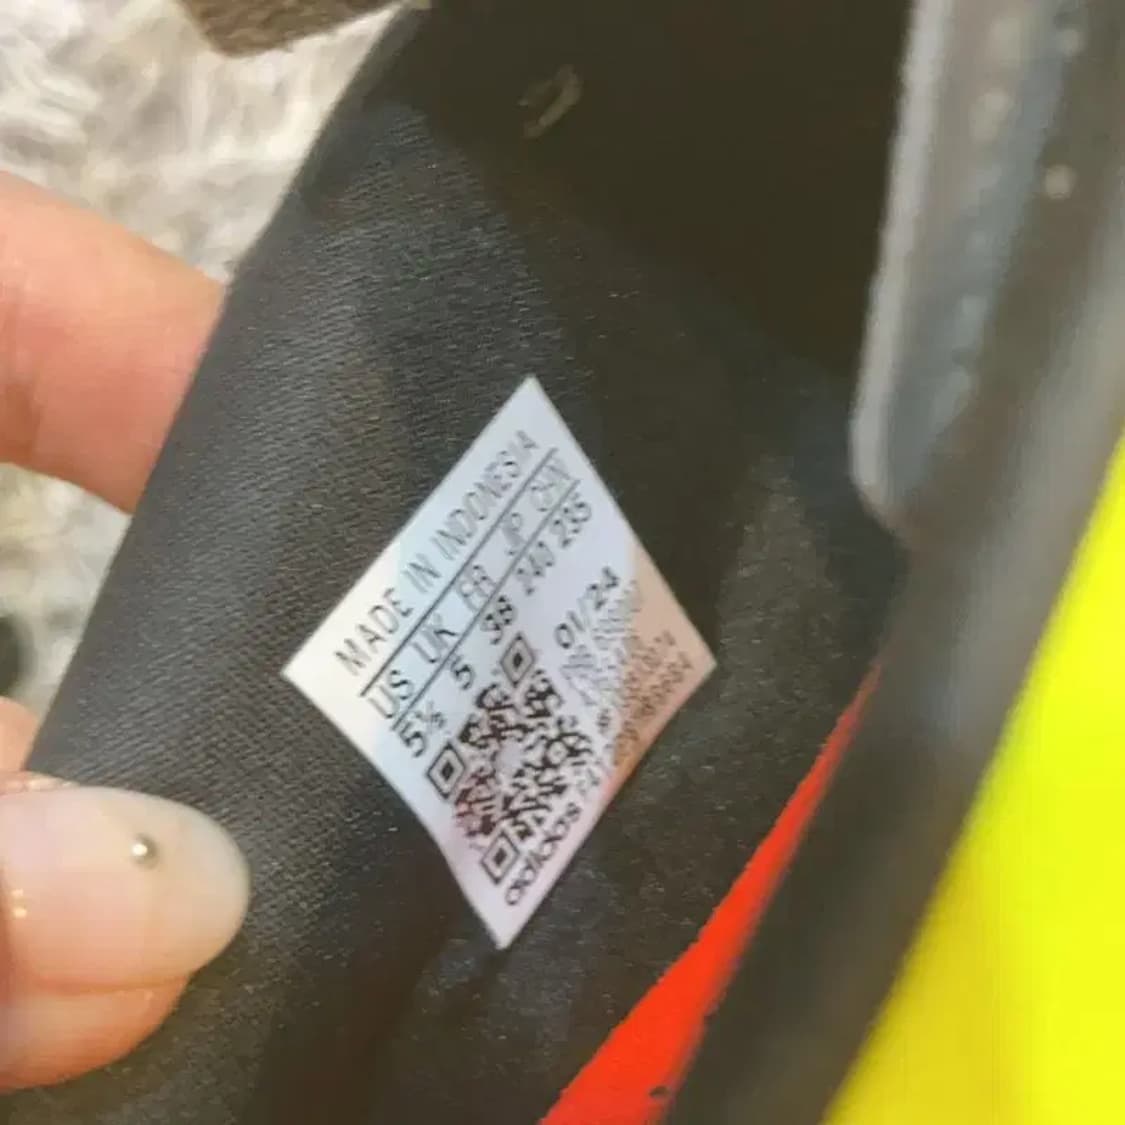 MADE IN INDONESIA
US UK FR JP CHN
5½ 5 38 240 235
01/24
adidas